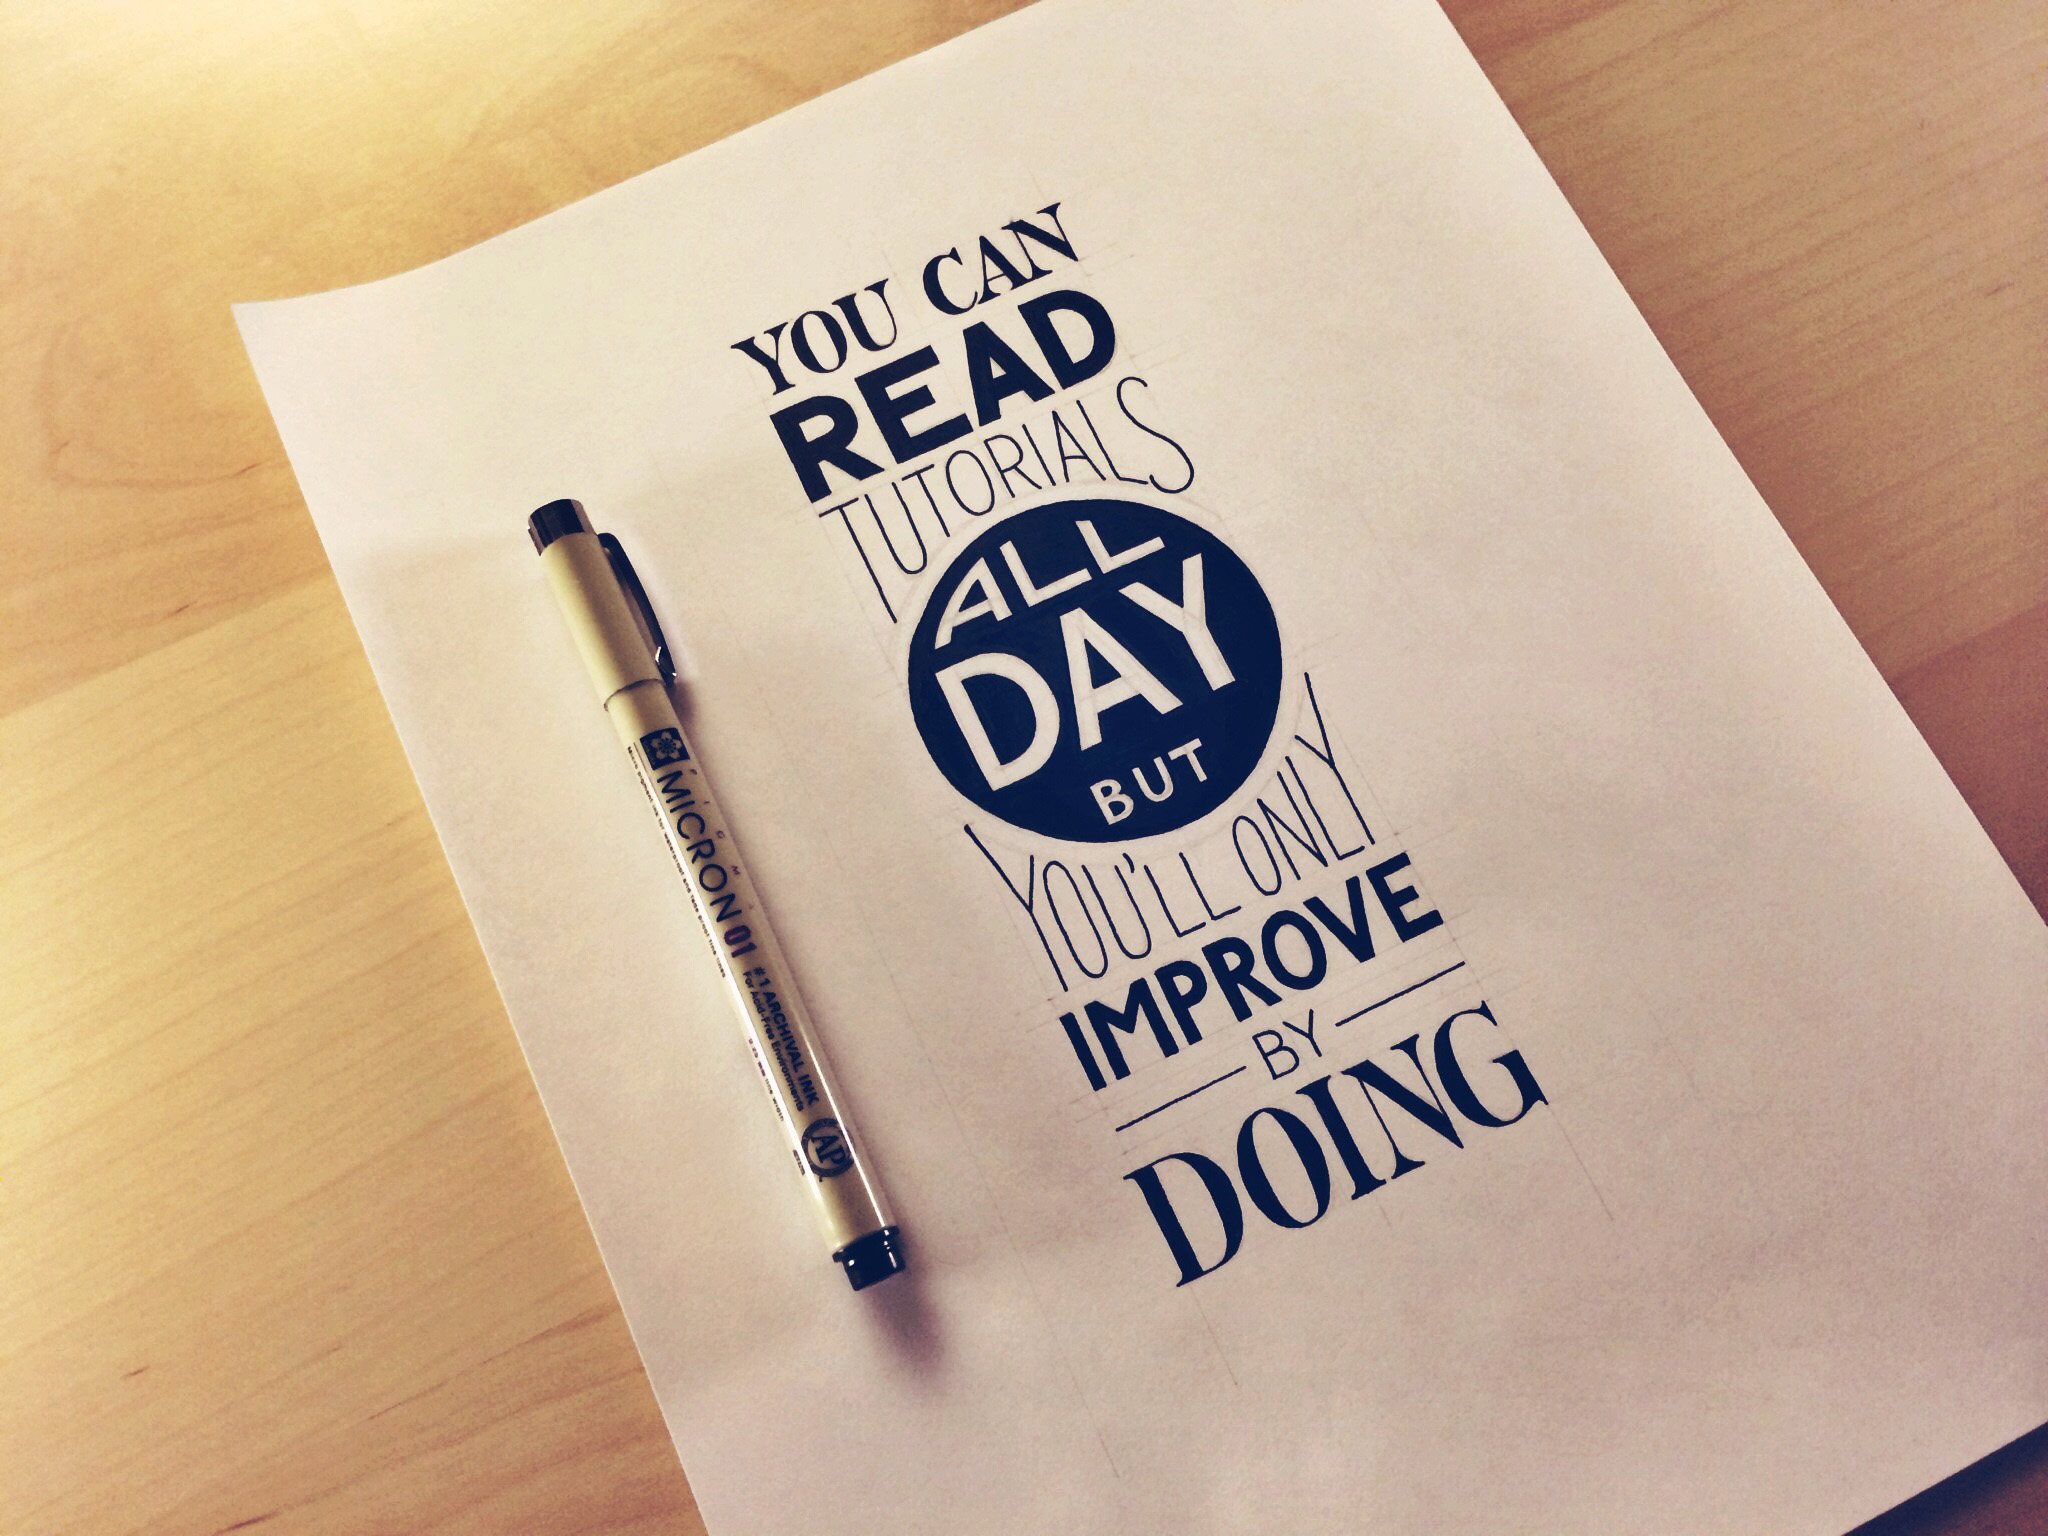 YOU CAN
READ
TUTORIALS
ALL
DAY
BUT
YOU'LL ONLY
IMPROVE
BY
DOING
MICRON 01
#1 ARCHIVAL INK
For Acid-Free Environments
AP